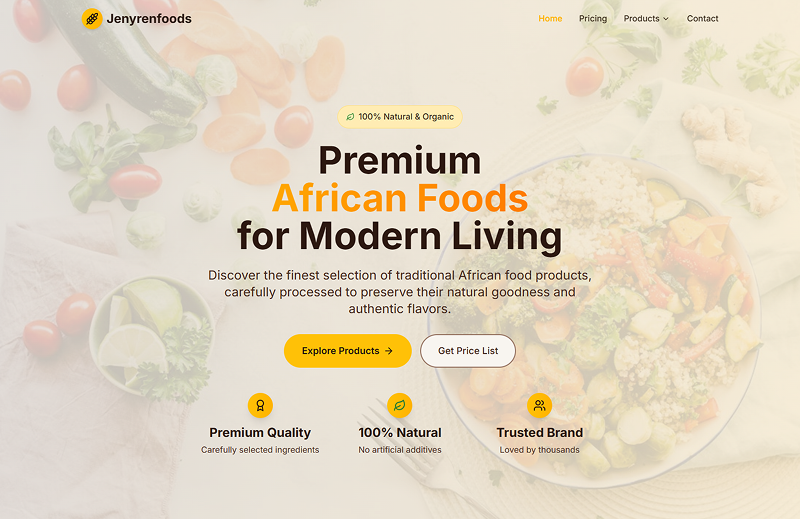 Jenyrenfoods
Home
Pricing
Products
Contact
100% Natural & Organic
Premium
African Foods
for Modern Living
Discover the finest selection of traditional African food products,
carefully processed to preserve their natural goodness and
authentic flavors.
Explore Products
Get Price List
Premium Quality
Carefully selected ingredients
100% Natural
No artificial additives
Trusted Brand
Loved by thousands